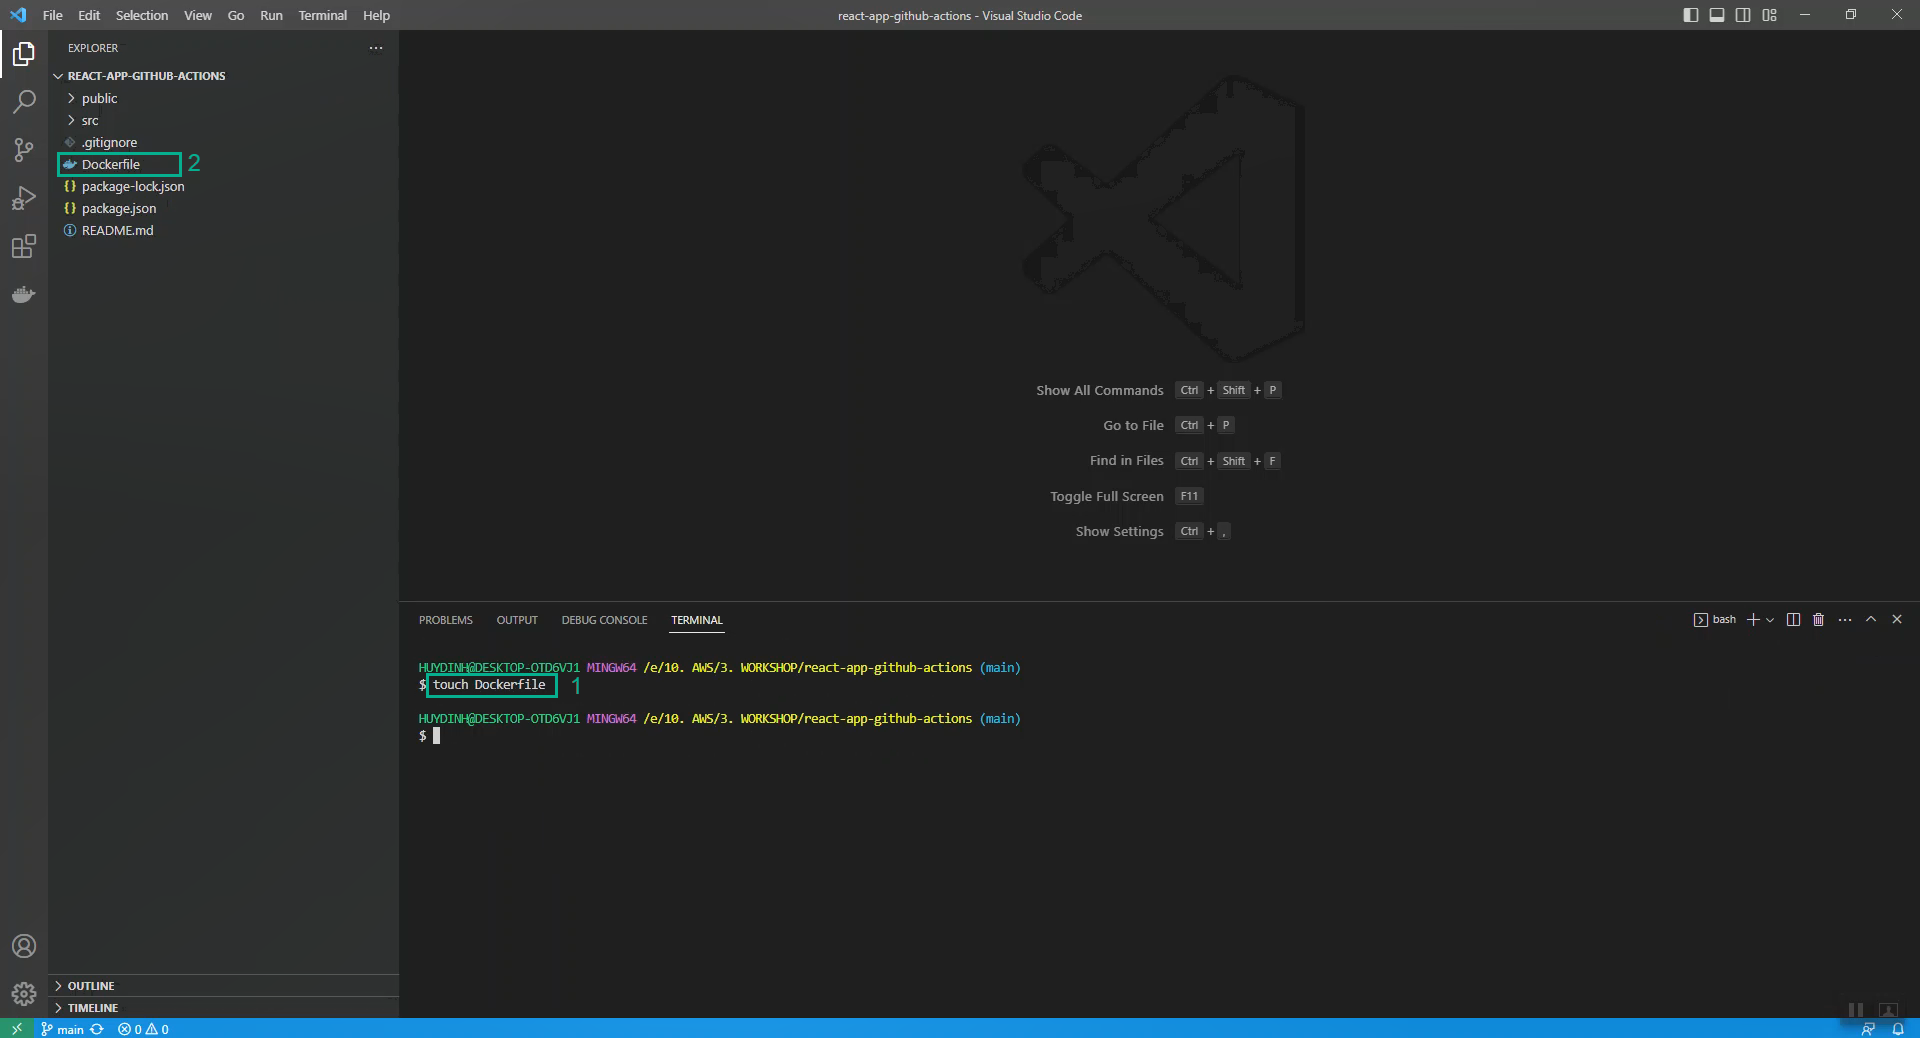 File Edit Selection View Go Run Terminal Help
react-app-github-actions - Visual Studio Code
EXPLORER
REACT-APP-GITHUB-ACTIONS
public
src
.gitignore
Dockerfile 2
package-lock.json
package.json
README.md
Show All Commands Ctrl + Shift + P
Go to File Ctrl + P
Find in Files Ctrl + Shift + F
Toggle Full Screen F11
Show Settings Ctrl + ,
PROBLEMS OUTPUT DEBUG CONSOLE TERMINAL
bash
HUYDINH@DESKTOP-OTD6VJ1 MINGW64 /e/10. AWS/3. WORKSHOP/react-app-github-actions (main)
$ touch Dockerfile 1
HUYDINH@DESKTOP-OTD6VJ1 MINGW64 /e/10. AWS/3. WORKSHOP/react-app-github-actions (main)
$
OUTLINE
TIMELINE
main 0 0